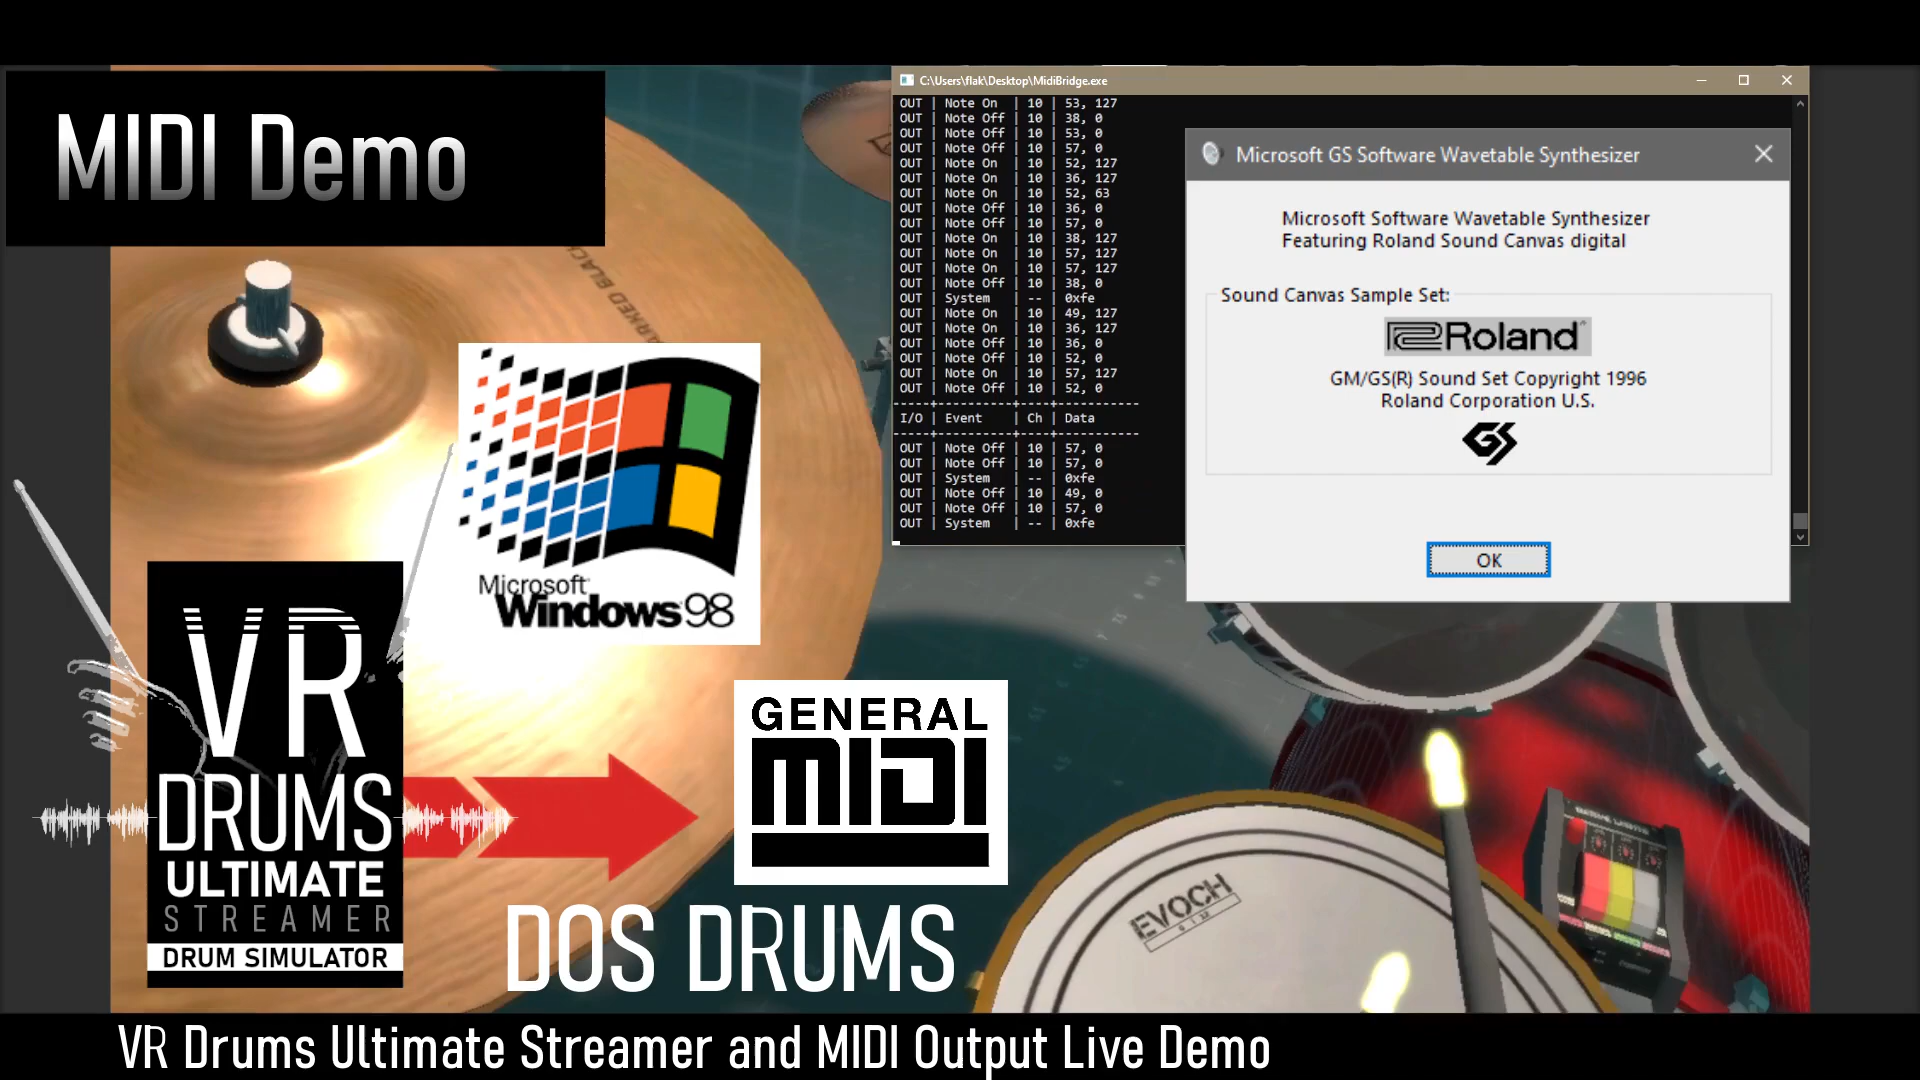 MIDI Demo
C:\Users\flak\Desktop\MidiBridge.exe
OUT | Note On | 10 | 53, 127
OUT | Note Off | 10 | 38, 0
OUT | Note Off | 10 | 53, 0
OUT | Note Off | 10 | 57, 0
OUT | Note On | 10 | 52, 127
OUT | Note On | 10 | 36, 127
OUT | Note On | 10 | 52, 63
OUT | Note Off | 10 | 36, 0
OUT | Note Off | 10 | 57, 0
OUT | Note On | 10 | 38, 127
OUT | Note On | 10 | 57, 127
OUT | Note On | 10 | 57, 127
OUT | Note Off | 10 | 38, 0
OUT | System | -- | 0xfe
OUT | Note On | 10 | 49, 127
OUT | Note On | 10 | 36, 127
OUT | Note Off | 10 | 36, 0
OUT | Note Off | 10 | 52, 0
OUT | Note On | 10 | 57, 127
OUT | Note Off | 10 | 52, 0
I/O | Event | Ch | Data
OUT | Note Off | 10 | 57, 0
OUT | Note Off | 10 | 57, 0
OUT | System | -- | 0xfe
OUT | Note Off | 10 | 49, 0
OUT | Note Off | 10 | 57, 0
OUT | System | -- | 0xfe
Microsoft GS Software Wavetable Synthesizer
Microsoft Software Wavetable Synthesizer
Featuring Roland Sound Canvas digital
Sound Canvas Sample Set:
Roland
GM/GS(R) Sound Set Copyright 1996
Roland Corporation U.S.
GS
OK
Microsoft
Windows 98
VR
DRUMS
ULTIMATE
STREAMER
DRUM SIMULATOR
GENERAL
MIDI
DOS DRUMS
EVOCH
VR Drums Ultimate Streamer and MIDI Output Live Demo